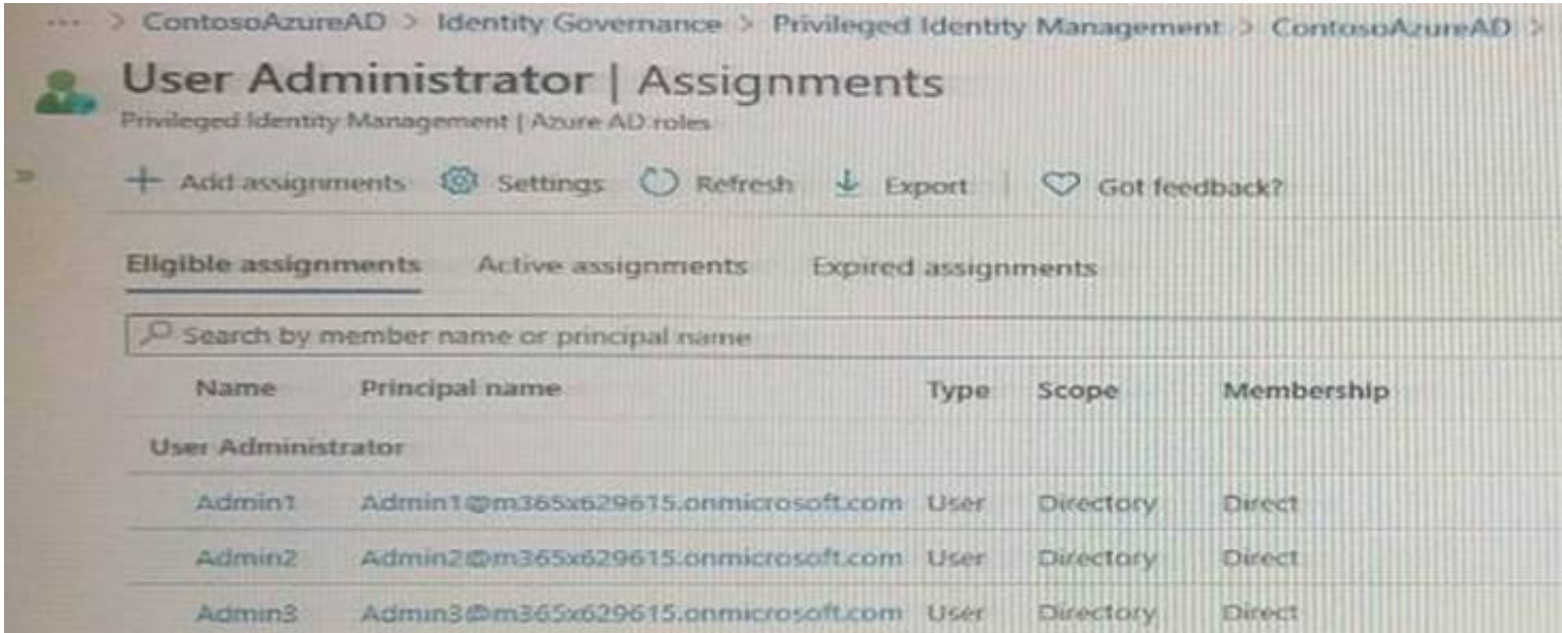 ... > ContosoAzureAD > Identity Governance > Privileged Identity Management > ContosoAzureAD >
User Administrator | Assignments
Privileged Identity Management | Azure AD roles
» + Add assignments Settings Refresh Export Got feedback?
Eligible assignments Active assignments Expired assignments
Search by member name or principal name
Name Principal name Type Scope Membership
User Administrator
Admin1 Admin1@m365x629615.onmicrosoft.com User Directory Direct
Admin2 Admin2@m365x629615.onmicrosoft.com User Directory Direct
Admin3 Admin3@m365x629615.onmicrosoft.com User Directory Direct